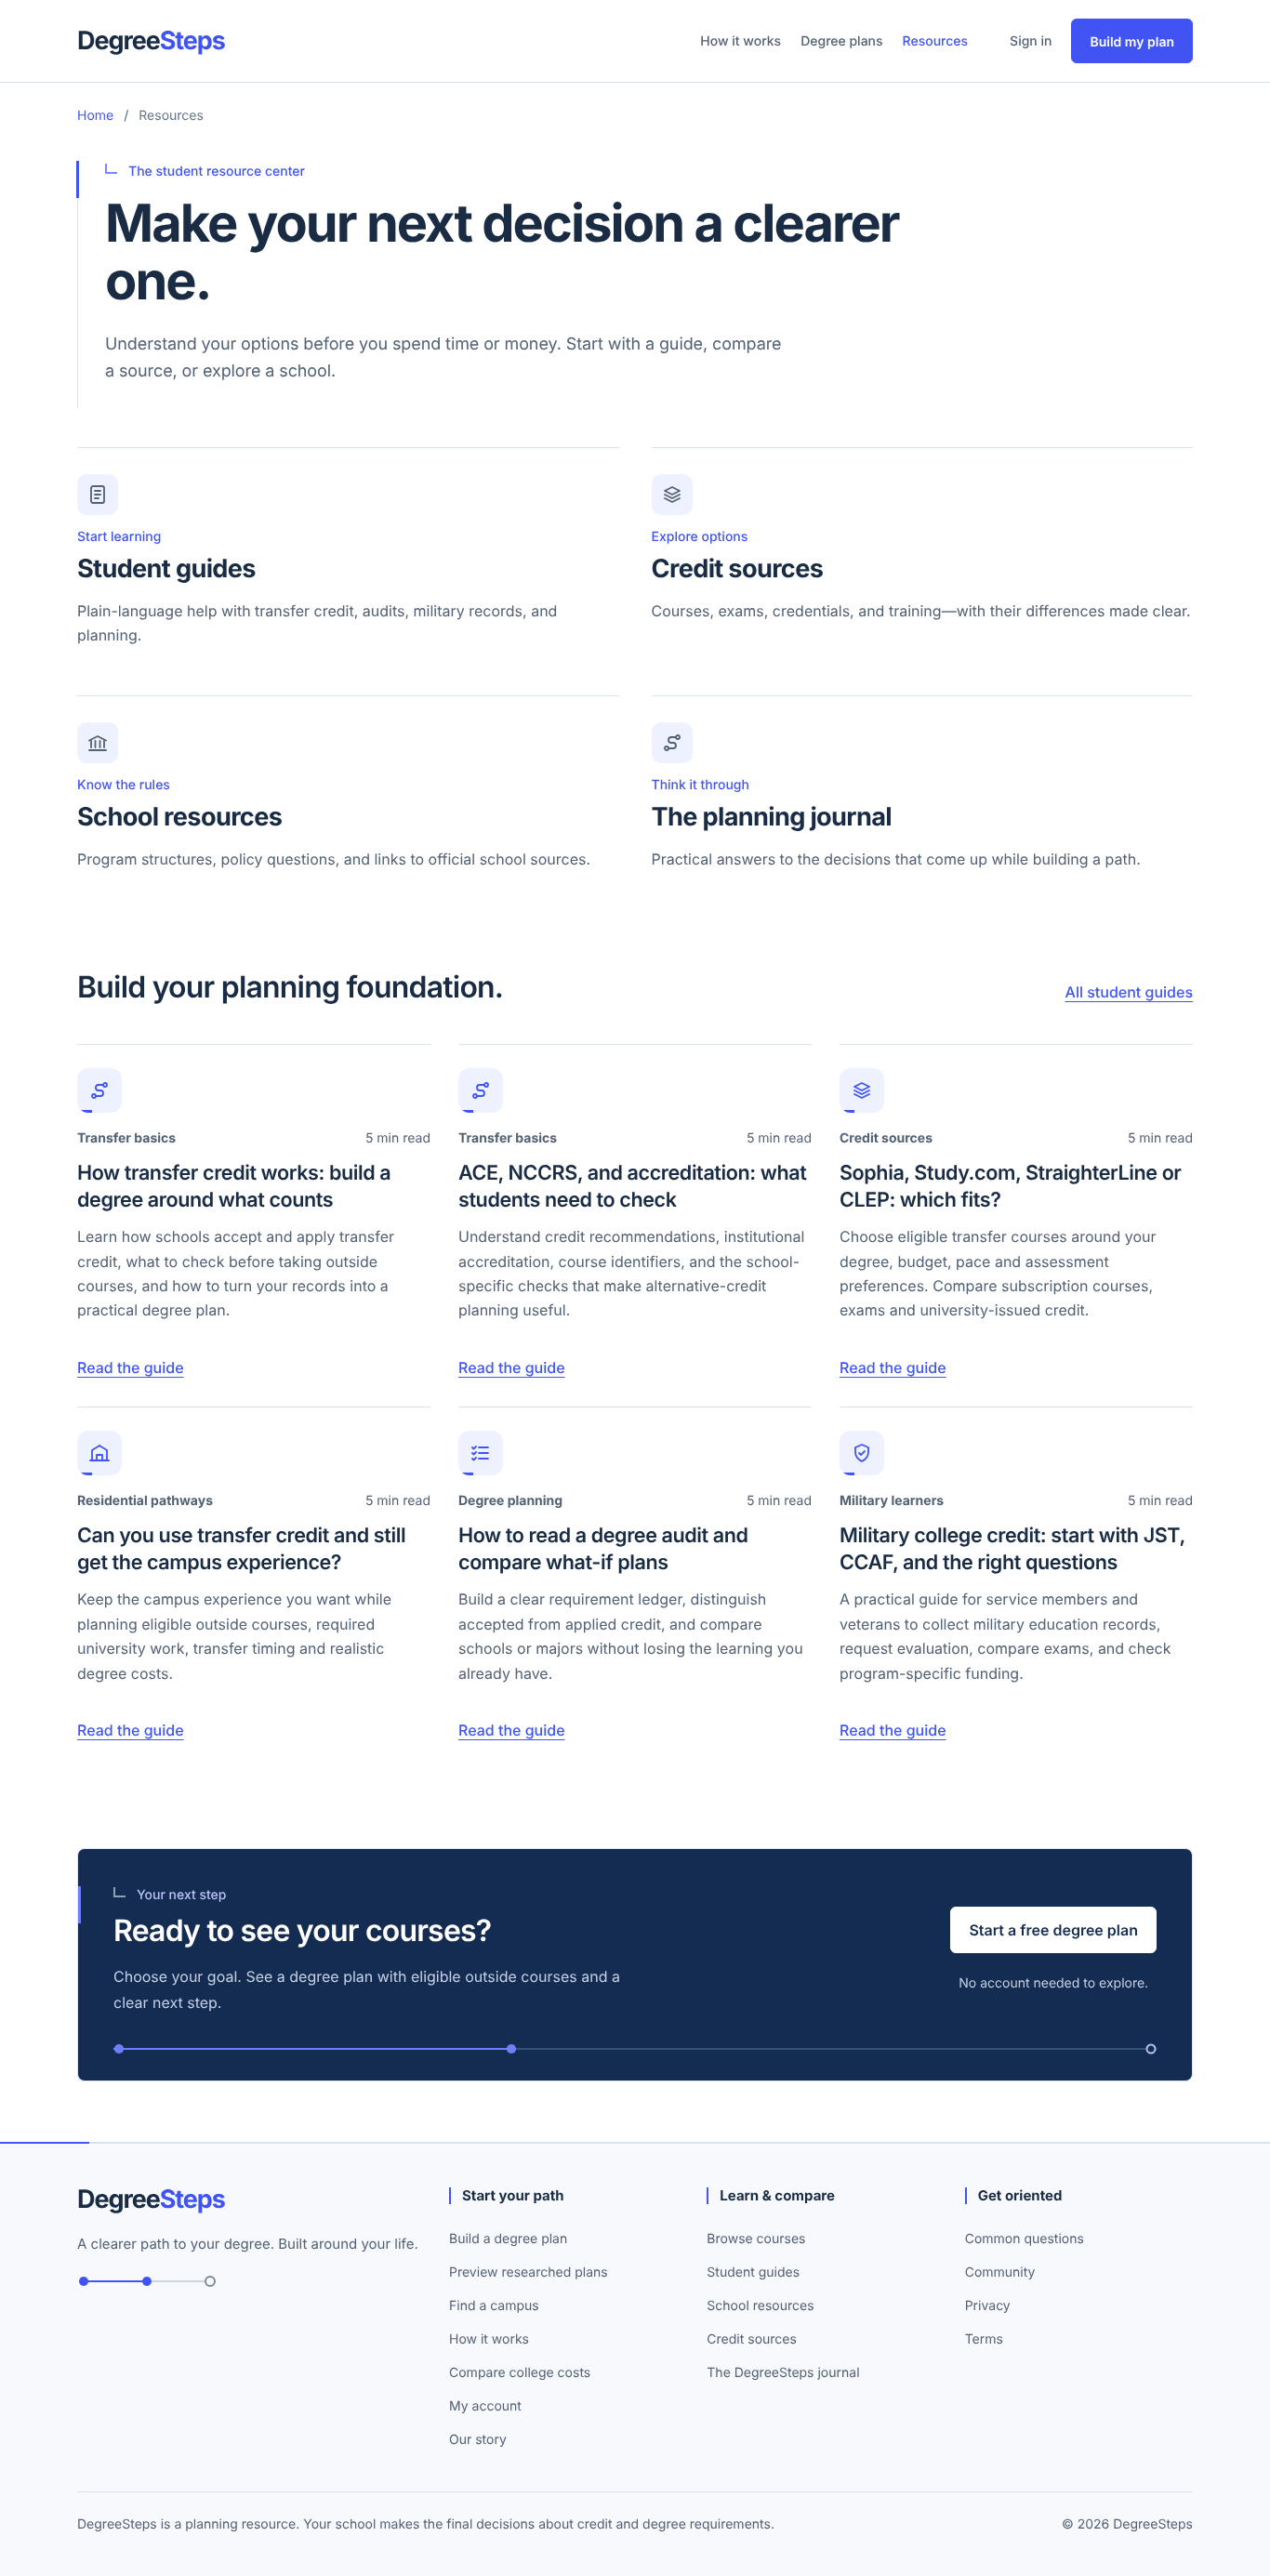 DegreeSteps
How it works
Degree plans
Resources
Sign in
Build my plan
Home / Resources
The student resource center
Make your next decision a clearer
one.
Understand your options before you spend time or money. Start with a guide, compare
a source, or explore a school.
Start learning
Student guides
Plain-language help with transfer credit, audits, military records, and
planning.
Explore options
Credit sources
Courses, exams, credentials, and training—with their differences made clear.
Know the rules
School resources
Program structures, policy questions, and links to official school sources.
Think it through
The planning journal
Practical answers to the decisions that come up while building a path.
Build your planning foundation.
All student guides
Transfer basics
5 min read
How transfer credit works: build a
degree around what counts
Learn how schools accept and apply transfer
credit, what to check before taking outside
courses, and how to turn your records into a
practical degree plan.
Read the guide
Transfer basics
5 min read
ACE, NCCRS, and accreditation: what
students need to check
Understand credit recommendations, institutional
accreditation, course identifiers, and the school-
specific checks that make alternative-credit
planning useful.
Read the guide
Credit sources
5 min read
Sophia, Study.com, StraighterLine or
CLEP: which fits?
Choose eligible transfer courses around your
degree, budget, pace and assessment
preferences. Compare subscription courses,
exams and university-issued credit.
Read the guide
Residential pathways
5 min read
Can you use transfer credit and still
get the campus experience?
Keep the campus experience you want while
planning eligible outside courses, required
university work, transfer timing and realistic
degree costs.
Read the guide
Degree planning
5 min read
How to read a degree audit and
compare what-if plans
Build a clear requirement ledger, distinguish
accepted from applied credit, and compare
schools or majors without losing the learning you
already have.
Read the guide
Military learners
5 min read
Military college credit: start with JST,
CCAF, and the right questions
A practical guide for service members and
veterans to collect military education records,
request evaluation, compare exams, and check
program-specific funding.
Read the guide
Your next step
Ready to see your courses?
Choose your goal. See a degree plan with eligible outside courses and a
clear next step.
Start a free degree plan
No account needed to explore.
DegreeSteps
A clearer path to your degree. Built around your life.
Start your path
Build a degree plan
Preview researched plans
Find a campus
How it works
Compare college costs
My account
Our story
Learn & compare
Browse courses
Student guides
School resources
Credit sources
The DegreeSteps journal
Get oriented
Common questions
Community
Privacy
Terms
DegreeSteps is a planning resource. Your school makes the final decisions about credit and degree requirements.
© 2026 DegreeSteps